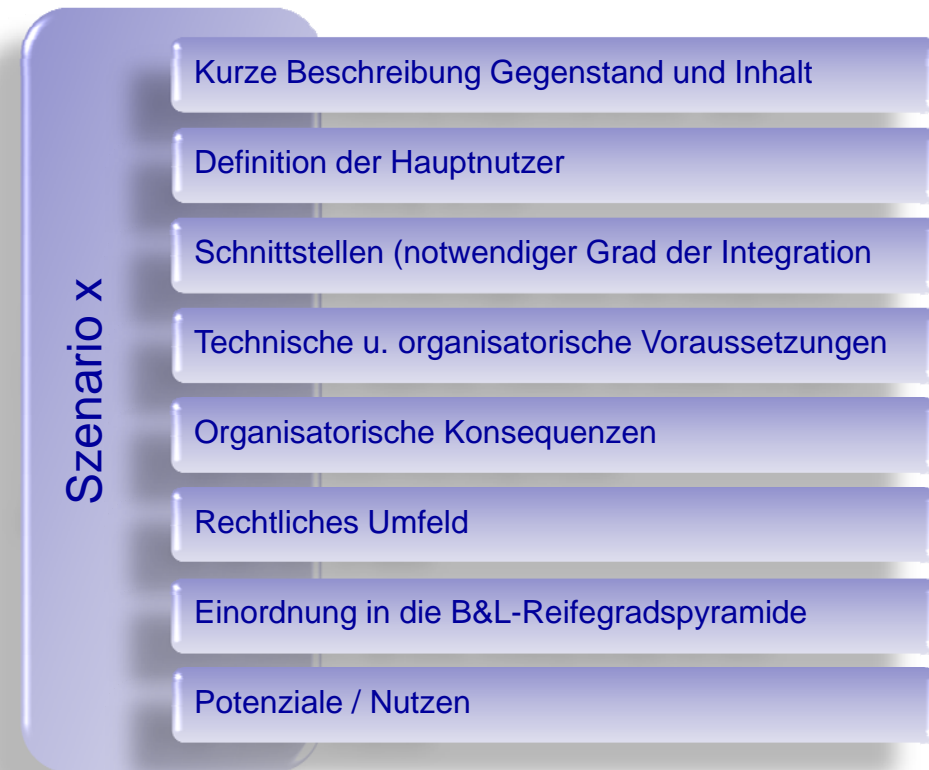 Szenario x
Kurze Beschreibung Gegenstand und Inhalt
Definition der Hauptnutzer
Schnittstellen (notwendiger Grad der Integration
Technische u. organisatorische Voraussetzungen
Organisatorische Konsequenzen
Rechtliches Umfeld
Einordnung in die B&L-Reifegradspyramide
Potenziale / Nutzen